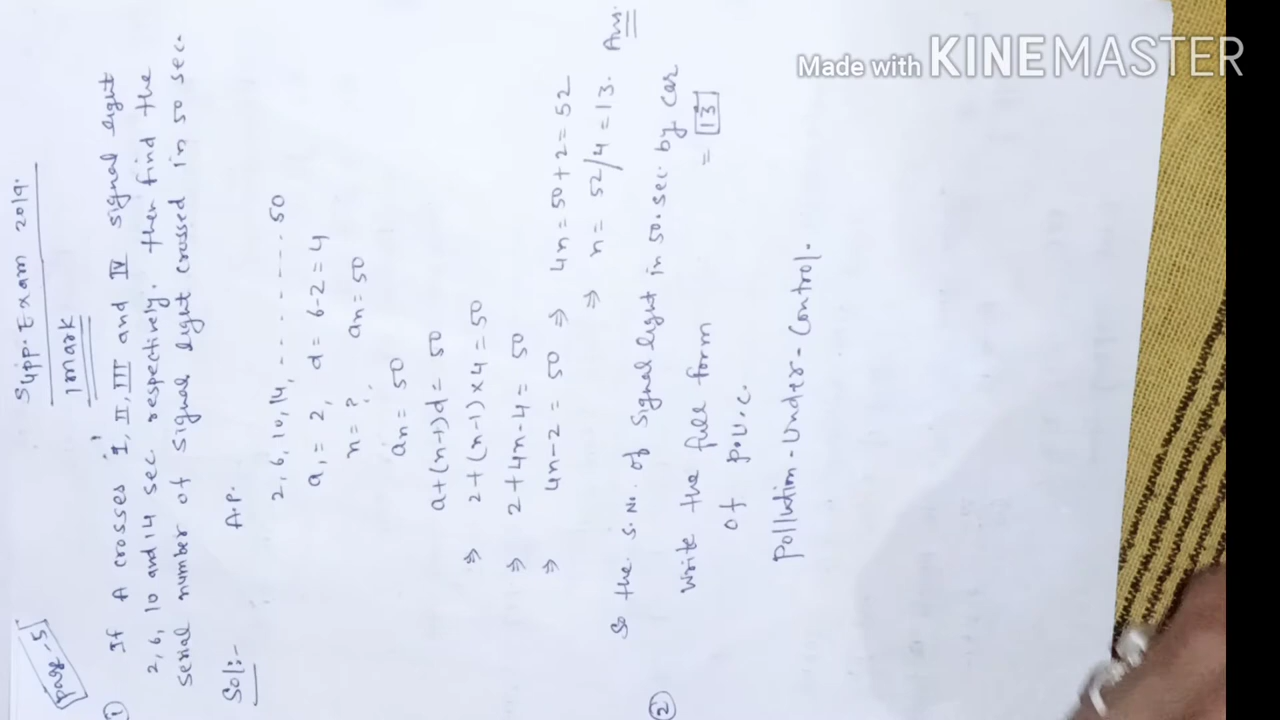 Page-5
Supp. Exam 2019.
1 mark
① If A crosses I, II, III and IV signal light
2, 6, 10 and 14 sec respectively. then find the
serial number of signal light crossed in 50 sec.
Sol:- A.P.
2, 6, 10, 14, - - - - - - - . 50
a₁ = 2, d = 6-2 = 4
n = ?, an = 50
an = 50
a+(n-1)d = 50
⇒ 2+(n-1)×4 = 50
⇒ 2+4n-4 = 50
⇒ 4n-2 = 50 ⇒ 4n = 50+2 = 52
⇒ n = 52/4 = 13. Ans.
So the S.No. of signal light in 50.sec. by car
= 13
② Write the full form
of P.U.C.
Pollution-Under-Control.
Made with KINEMASTER